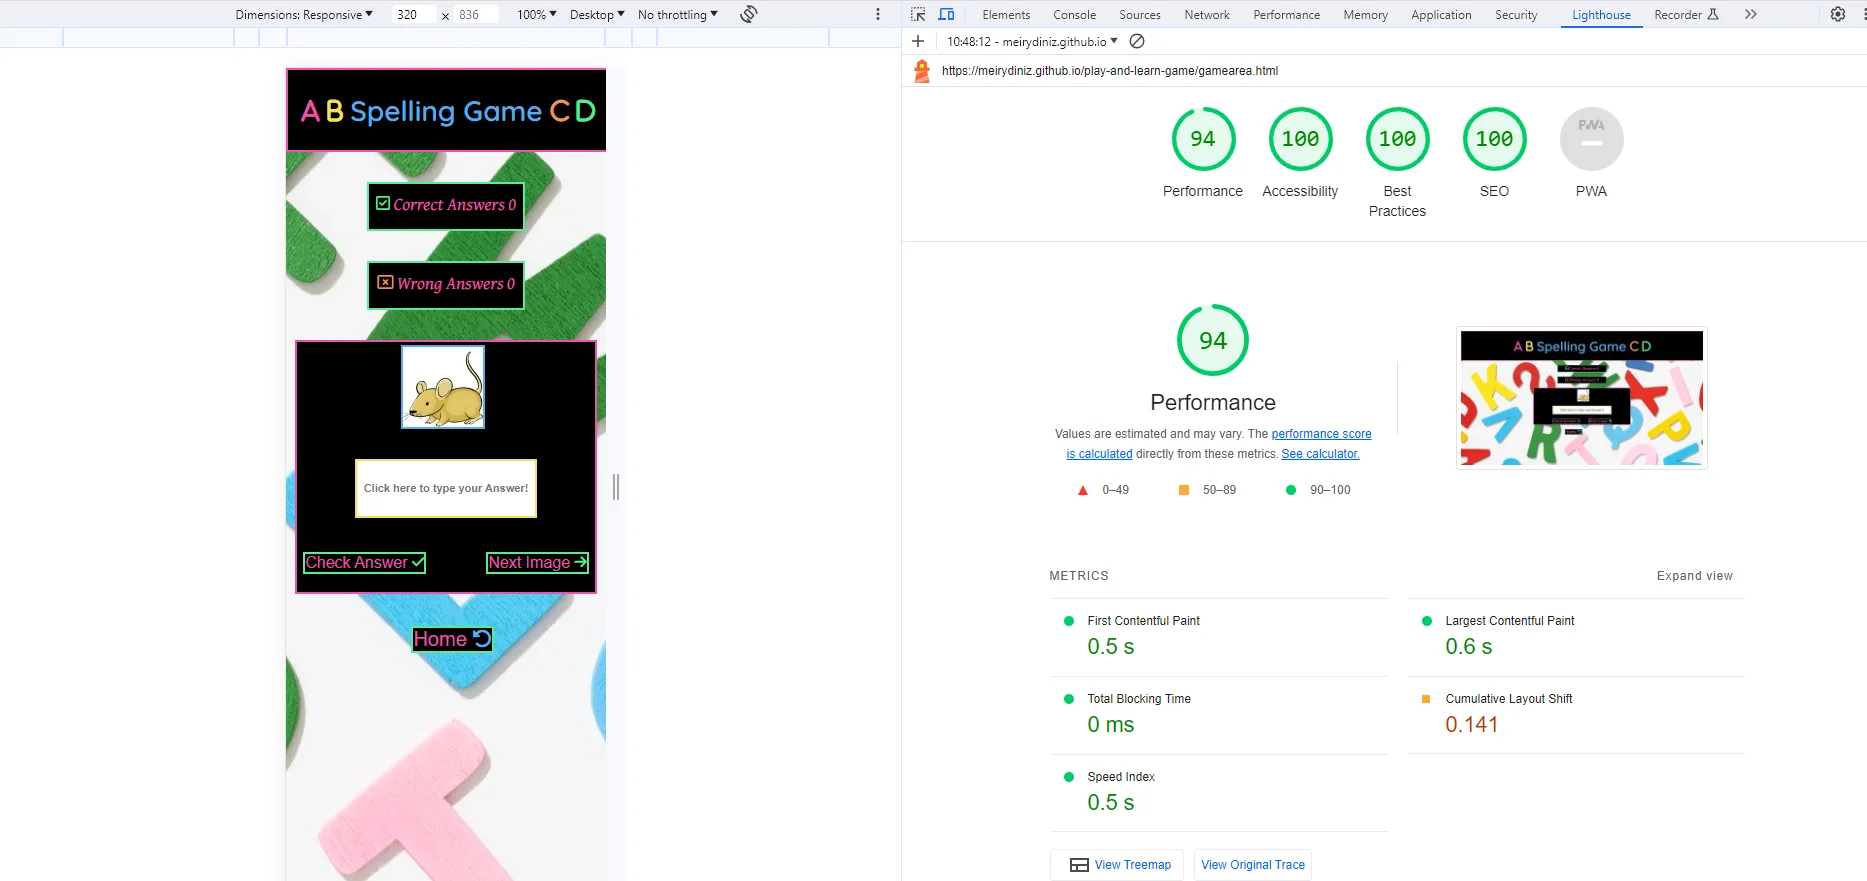 Dimensions: Responsive 320 x 836 100% Desktop No throttling
Elements Console Sources Network Performance Memory Application Security Lighthouse Recorder
10:48:12 - meirydiniz.github.io
https://meirydiniz.github.io/play-and-learn-game/gamearea.html
A B Spelling Game C D
Correct Answers 0
Wrong Answers 0
Click here to type your Answer!
Check Answer
Next Image
Home
94 100 100 100 PWA
Performance Accessibility Best Practices SEO PWA
94
Performance
Values are estimated and may vary. The performance score
is calculated directly from these metrics. See calculator.
0–49 50–89 90–100
A B Spelling Game C D
METRICS
Expand view
First Contentful Paint
0.5 s
Largest Contentful Paint
0.6 s
Total Blocking Time
0 ms
Cumulative Layout Shift
0.141
Speed Index
0.5 s
View Treemap
View Original Trace